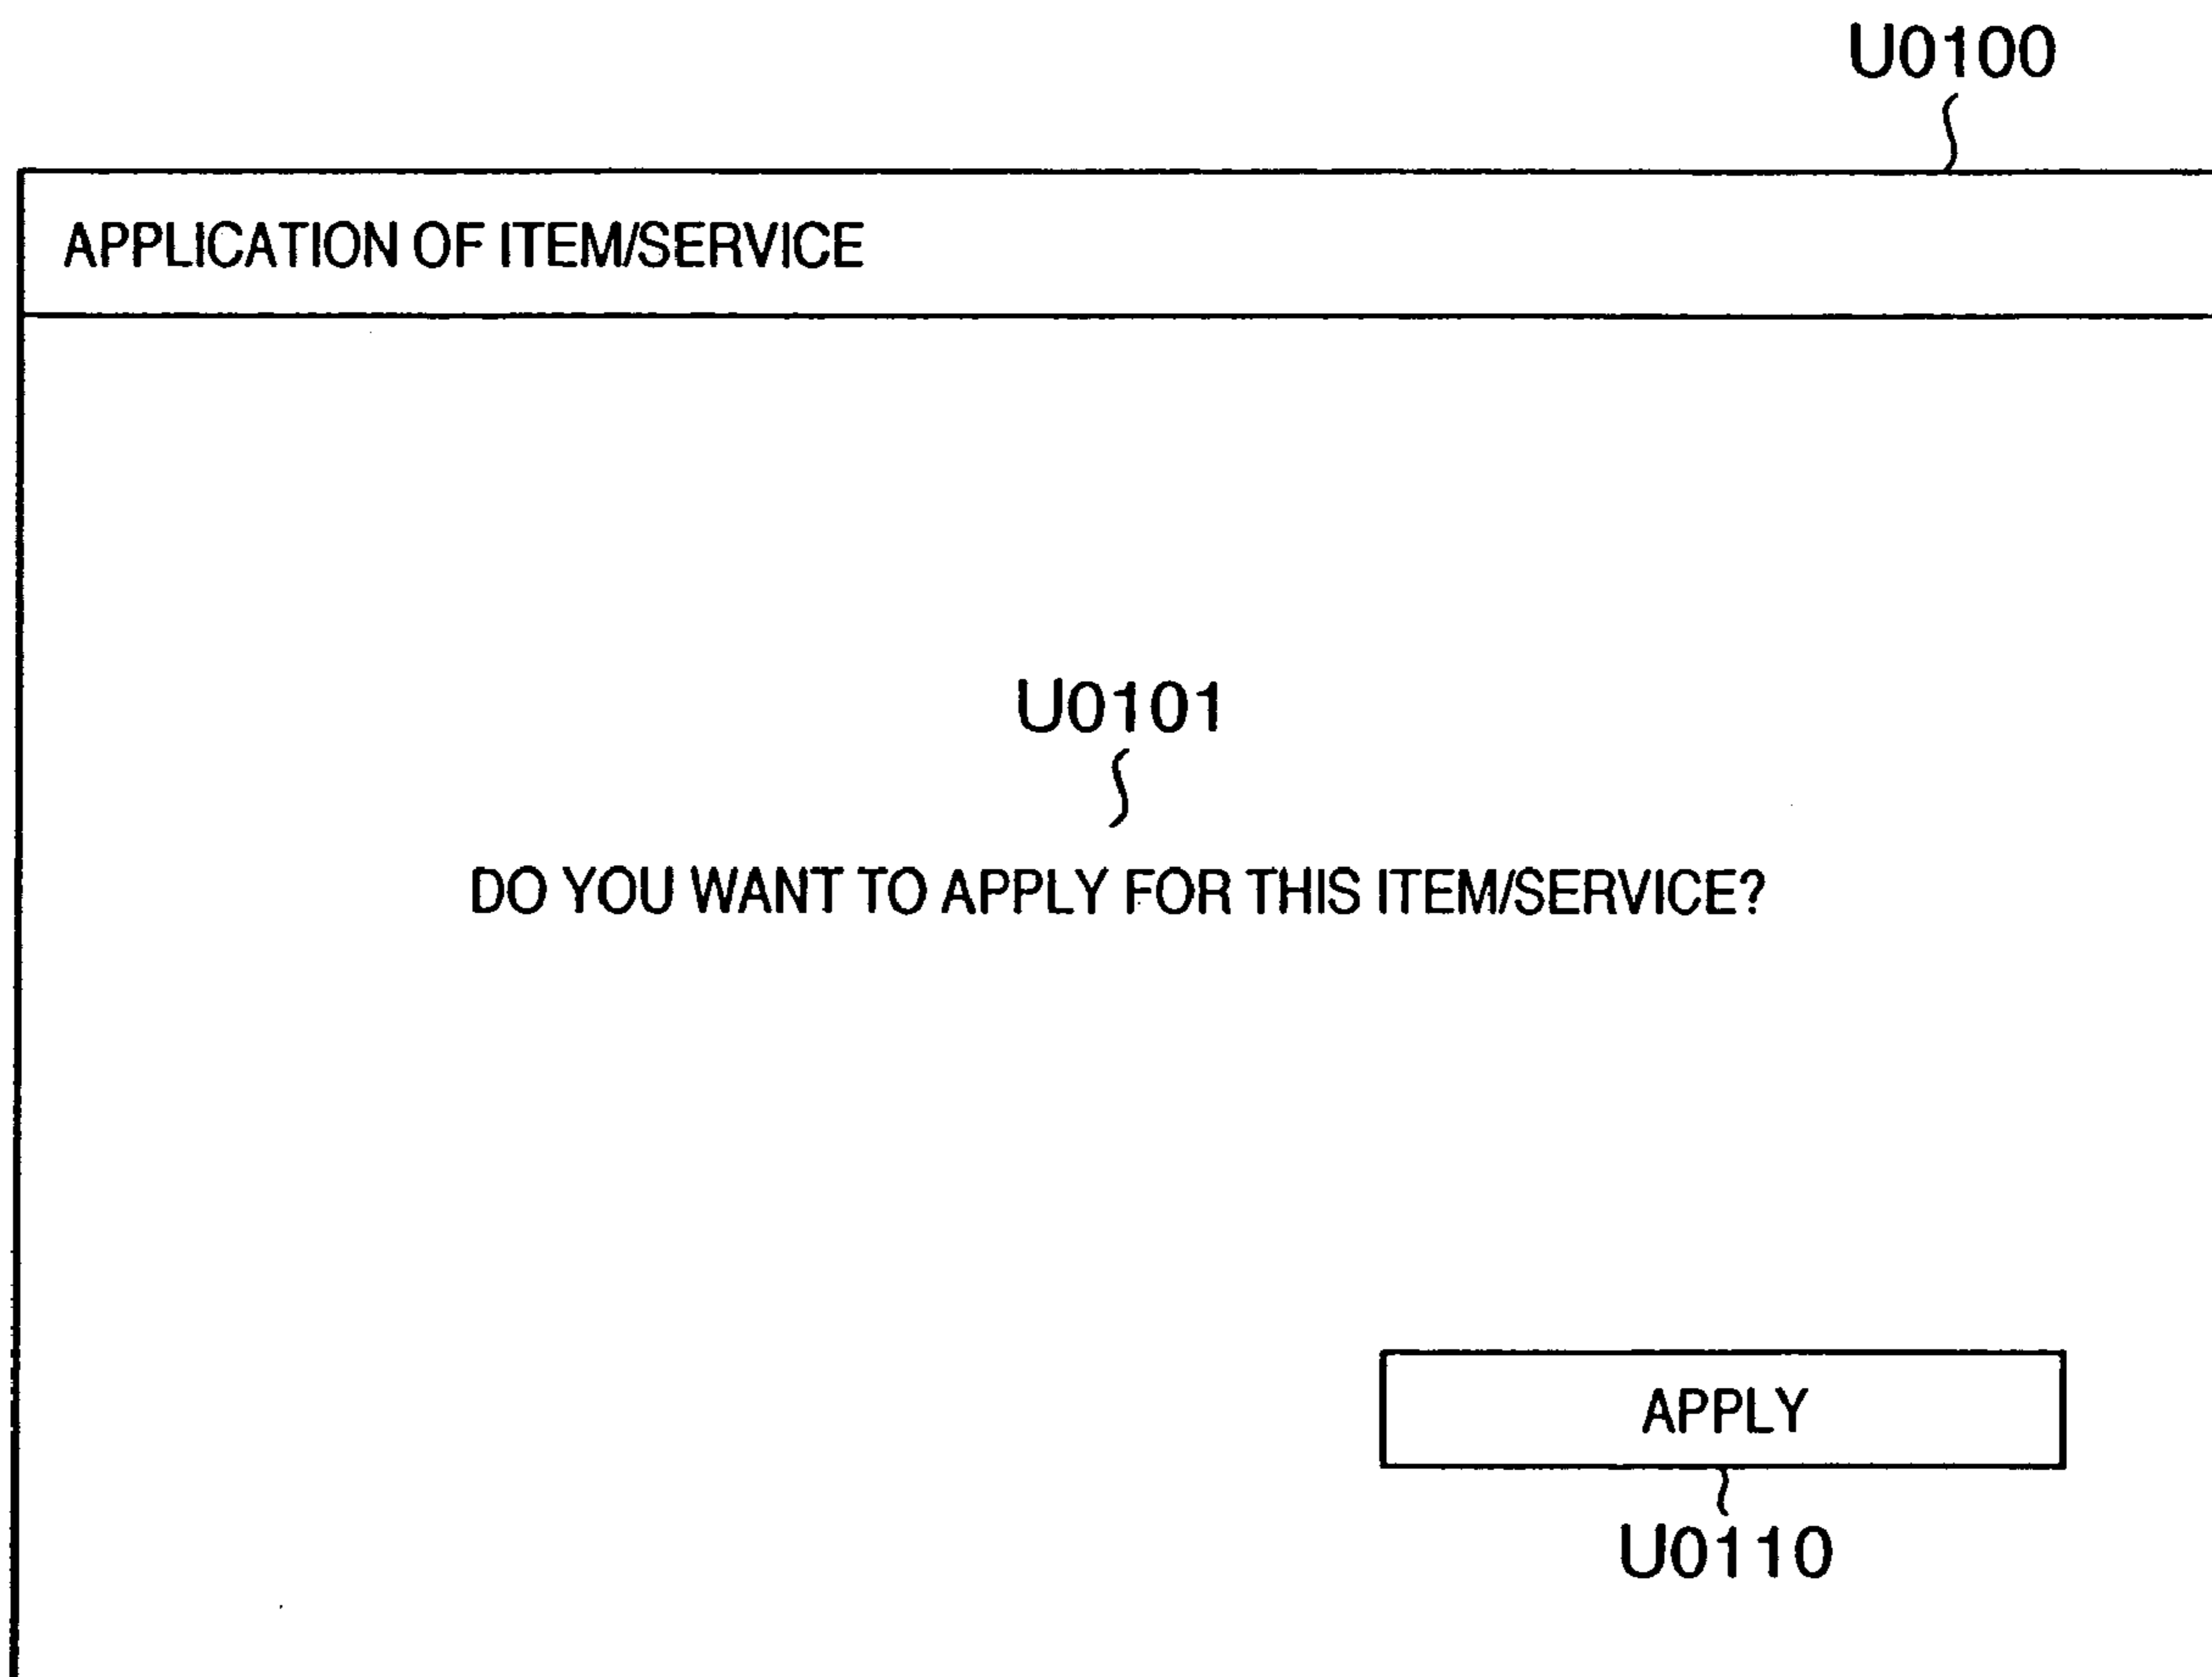 U0100
APPLICATION OF ITEM/SERVICE
U0101
DO YOU WANT TO APPLY FOR THIS ITEM/SERVICE?
APPLY
U0110